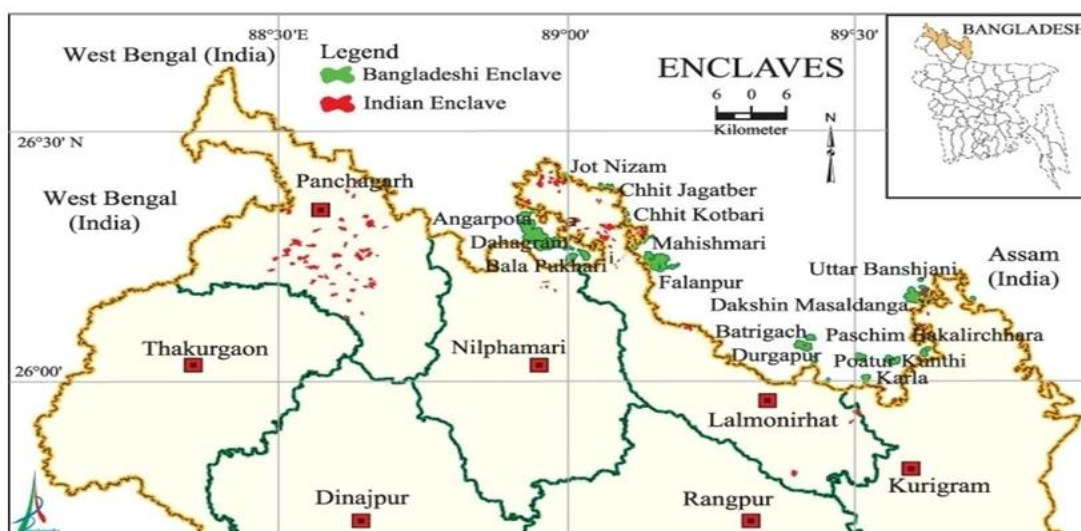 88°30'E
89°00'
89°30'
BANGLADESH
West Bengal (India)
Legend
Bangladeshi Enclave
Indian Enclave
ENCLAVES
6 0 6
Kilometer
N
26°30' N
Panchagarh
Jot Nizam
Chhit Jagatber
West Bengal
(India)
Angarpota
Chhit Kotbari
Dahagram
Mahishmari
Bala Pukhari
Falanpur
Uttar Banshjani
Assam
(India)
Dakshin Masaldanga
Batrigach
Paschim Bakalirchhara
Thakurgaon
Nilphamari
Durgapur
Poatur Kunthi
26°00'
Karla
Lalmonirhat
Kurigram
Dinajpur
Rangpur